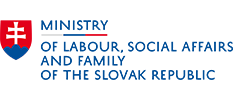 MINISTRY
OF LABOUR, SOCIAL AFFAIRS
AND FAMILY
OF THE SLOVAK REPUBLIC